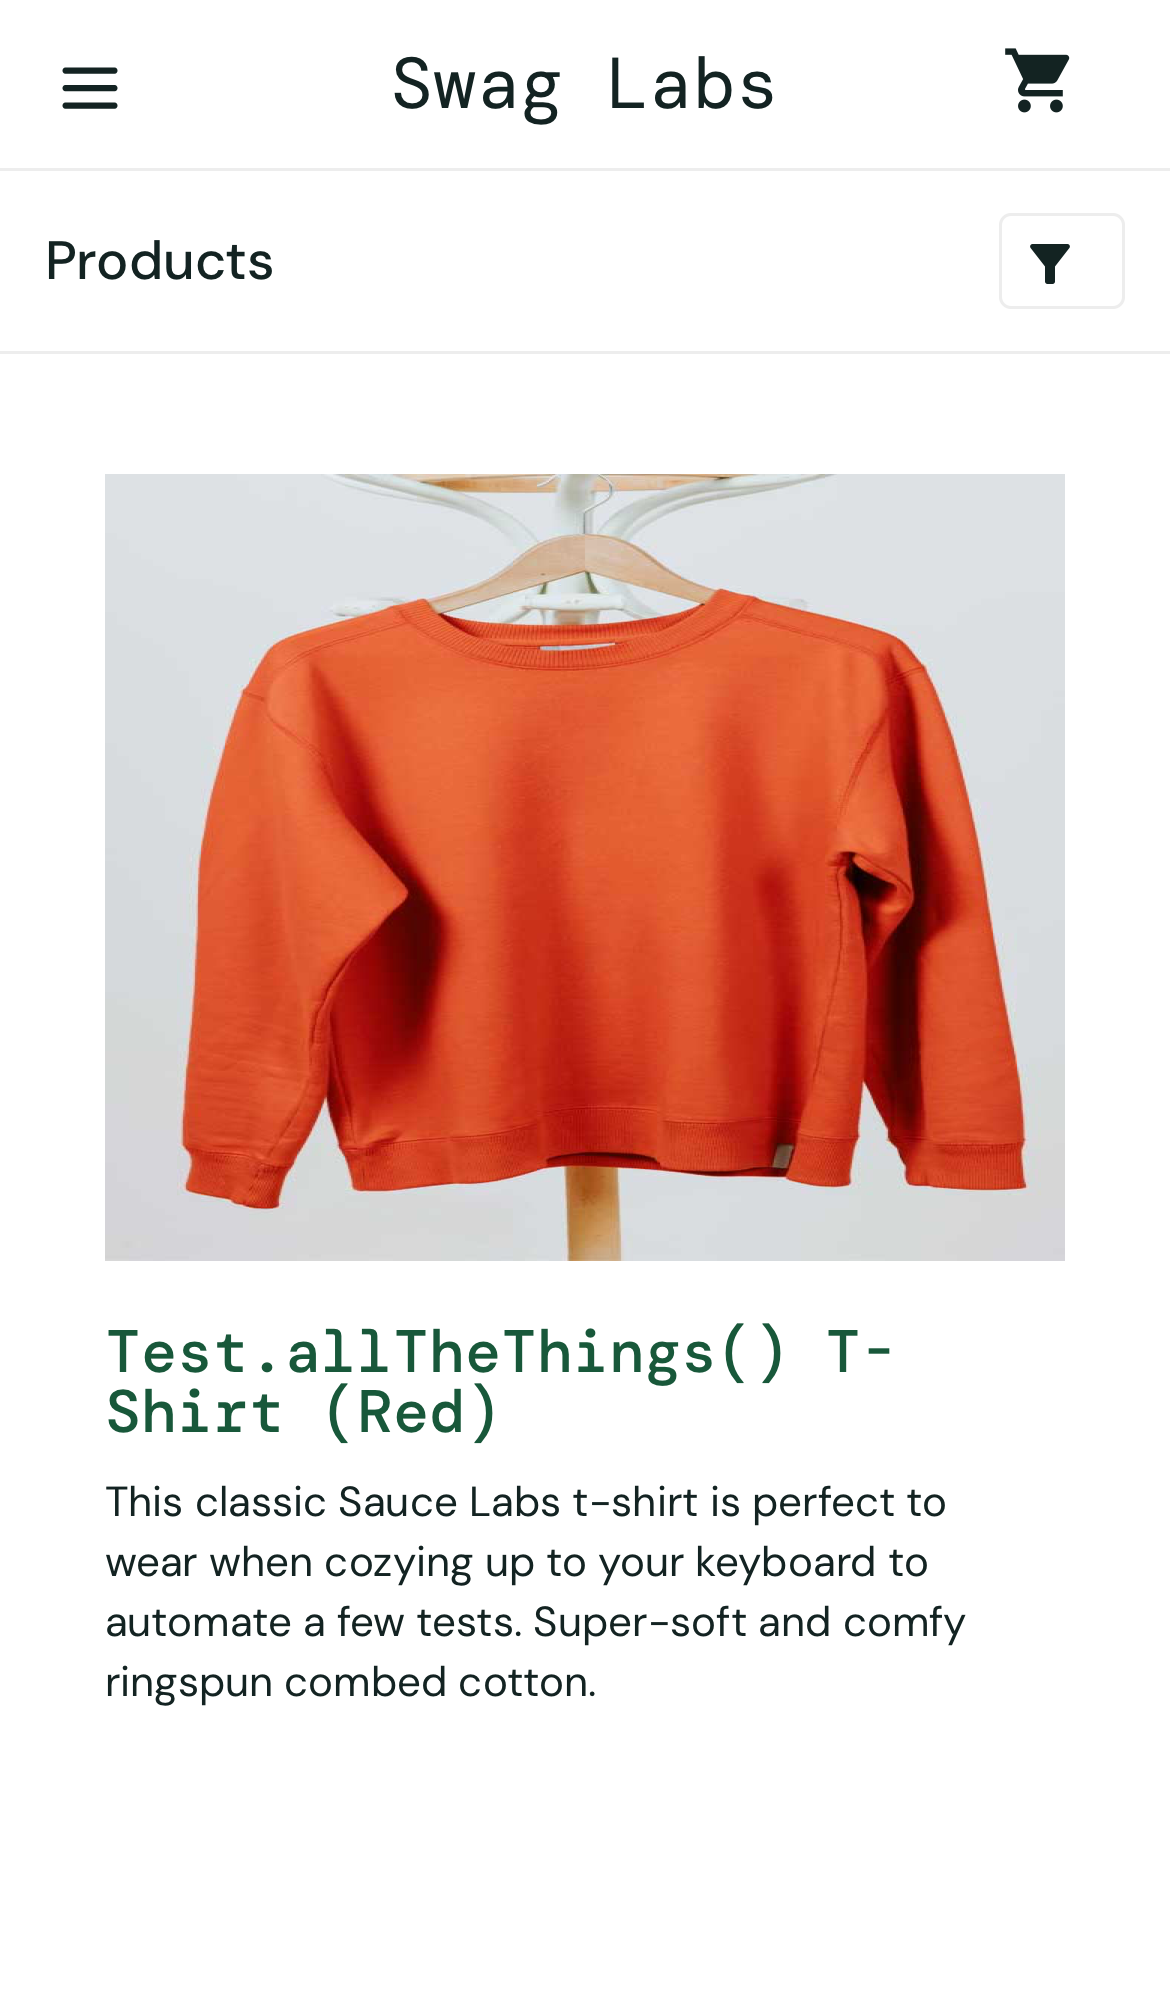 Swag Labs
Products
Test.allTheThings() T-
Shirt (Red)
This classic Sauce Labs t-shirt is perfect to
wear when cozying up to your keyboard to
automate a few tests. Super-soft and comfy
ringspun combed cotton.